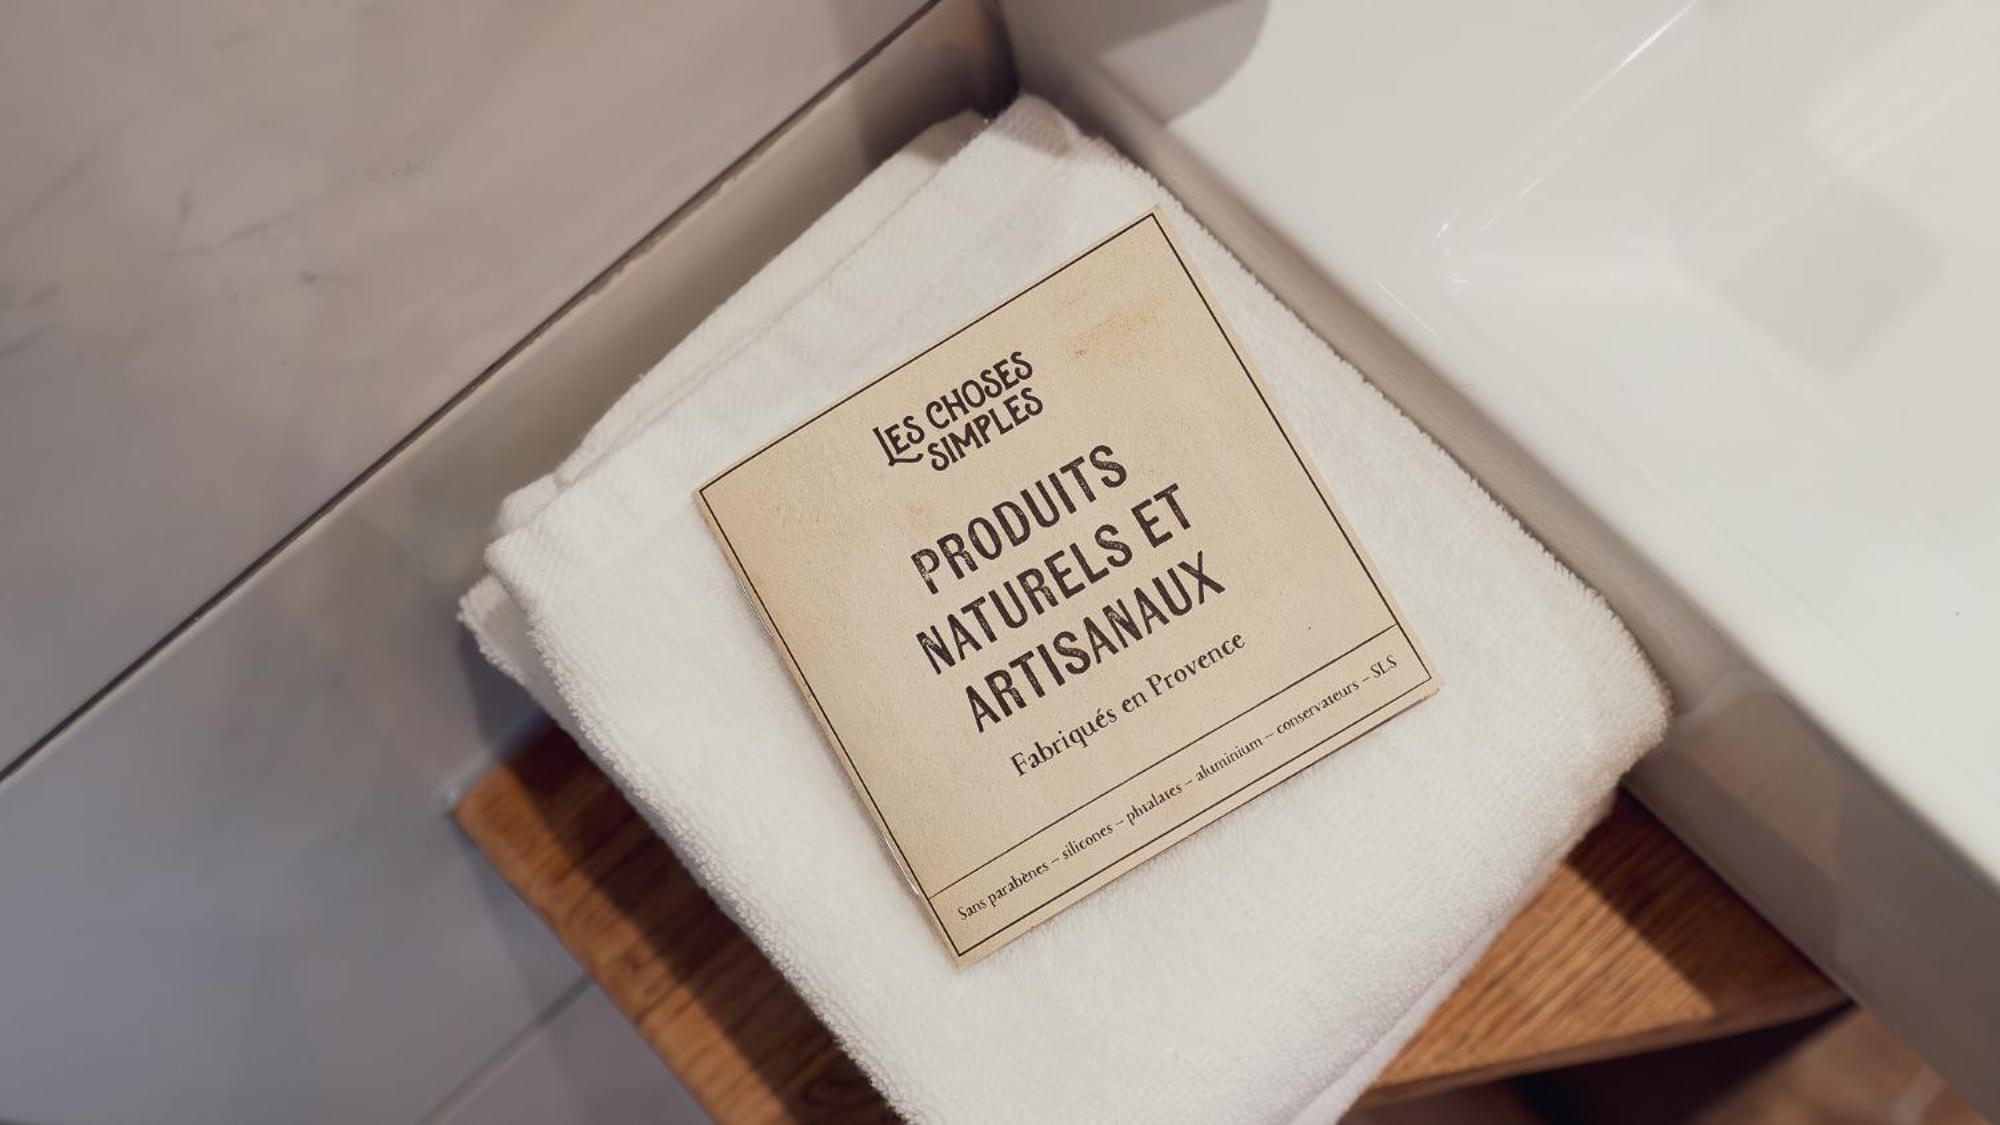 LES CHOSES
SIMPLES
PRODUITS
NATURELS ET
ARTISANAUX
Fabriqués en Provence
Sans parabènes – silicones – phtalates – aluminium – conservateurs – SLS